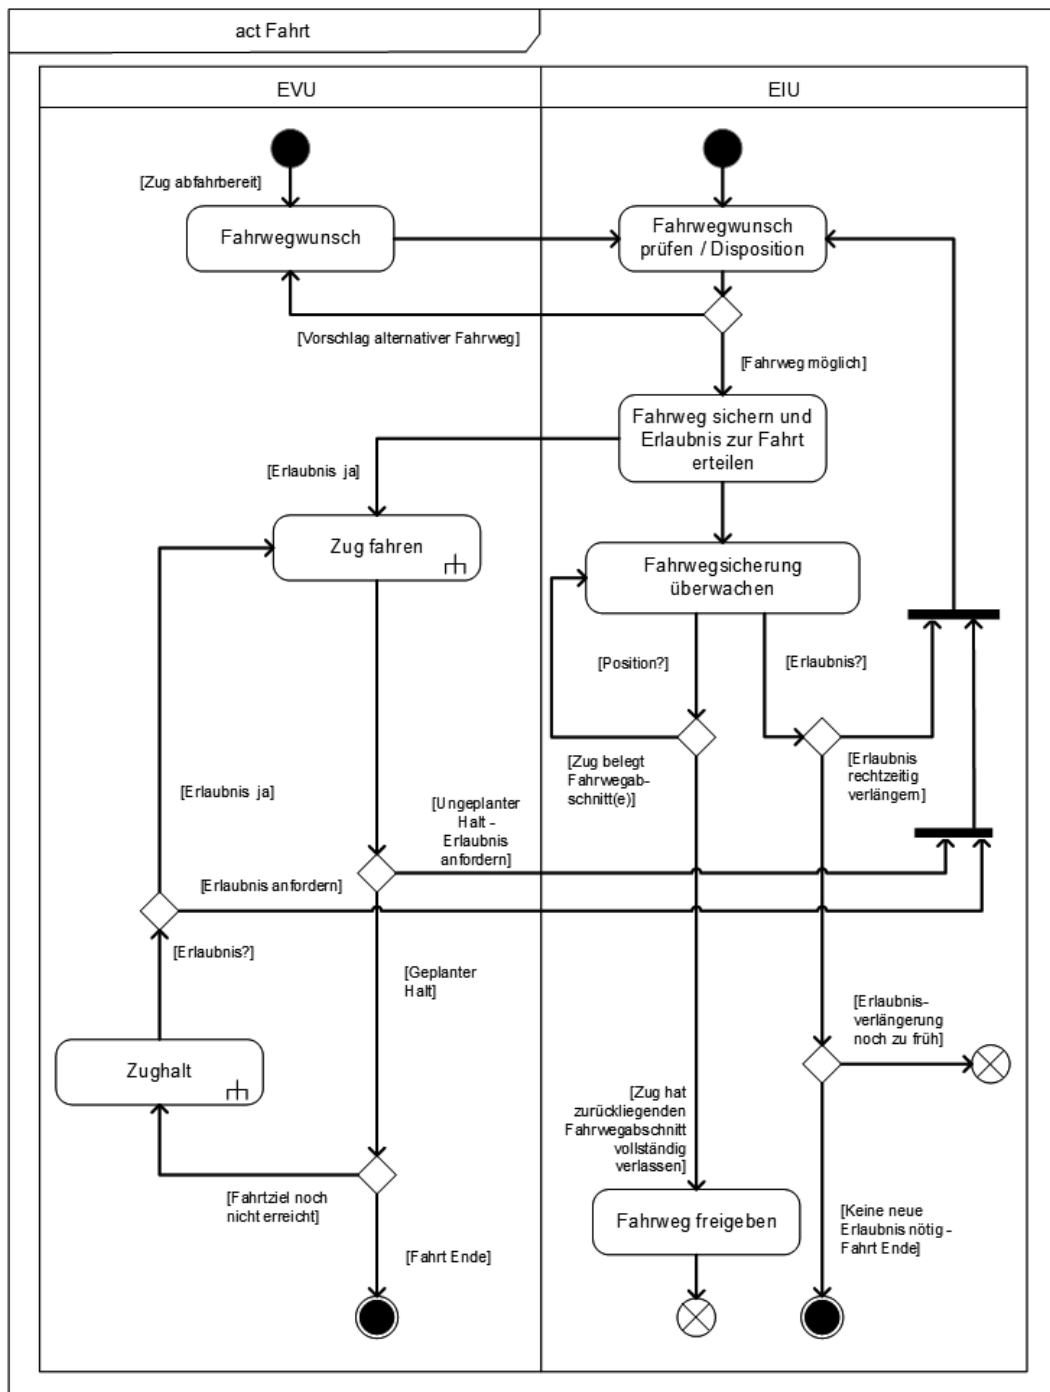 act Fahrt
EVU
EIU
[Zug abfahrbereit]
Fahrwegwunsch
Fahrwegwunsch
prüfen / Disposition
[Vorschlag alternativer Fahrweg]
[Fahrweg möglich]
Fahrweg sichern und
Erlaubnis zur Fahrt
erteilen
[Erlaubnis ja]
Zug fahren
Fahrwegsicherung
überwachen
[Position?]
[Erlaubnis?]
[Zug belegt
Fahrwegab-
schnitt(e)]
[Erlaubnis
rechtzeitig
verlängern]
[Erlaubnis ja]
[Ungeplanter
Halt -
Erlaubnis
anfordern]
[Erlaubnis anfordern]
[Erlaubnis?]
[Geplanter
Halt]
[Erlaubnis-
verlängerung
noch zu früh]
Zughalt
[Zug hat
zurückliegenden
Fahrwegabschnitt
vollständig
verlassen]
[Fahrtziel noch
nicht erreicht]
Fahrweg freigeben
[Keine neue
Erlaubnis nötig -
Fahrt Ende]
[Fahrt Ende]